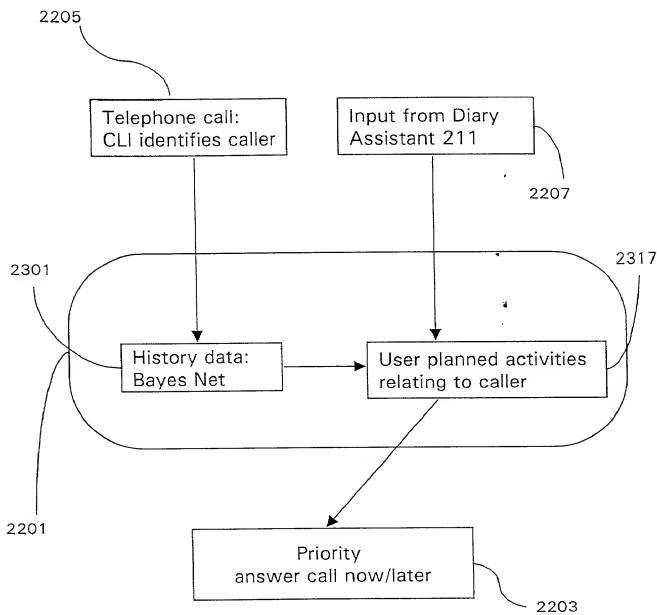 2205
Telephone call:
CLI identifies caller
Input from Diary
Assistant 211
2207
2301
2317
History data:
Bayes Net
User planned activities
relating to caller
2201
Priority
answer call now/later
2203